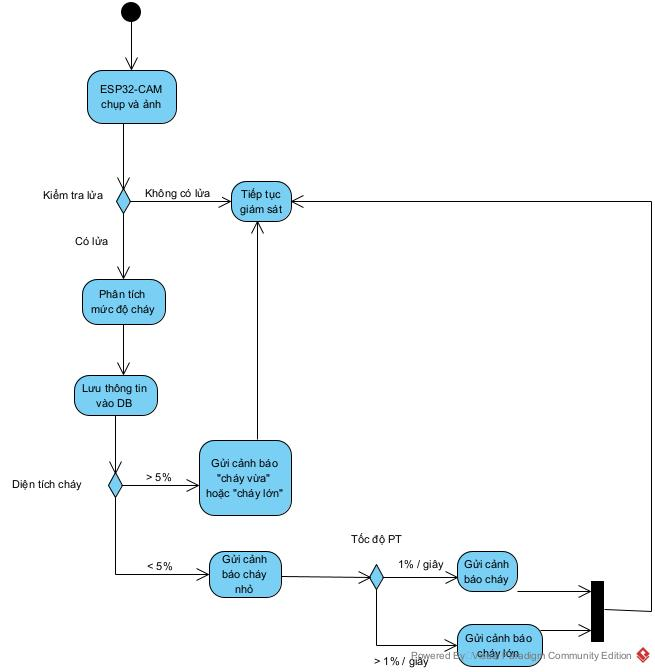 ESP32-CAM
chụp và ảnh
Kiểm tra lửa
Không có lửa
Tiếp tục
giảm sát
Có lửa
Phân tích
mức độ cháy
Lưu thông tin
vào DB
Diện tích cháy
> 5%
Gửi cảnh báo
"cháy vừa"
hoặc "cháy lớn"
< 5%
Gửi cảnh
báo cháy
nhỏ
Tốc độ PT
1% / giây
Gửi cảnh
báo cháy
> 1% / giây
Gửi cảnh báo
cháy lớn
Powered By Visual Paradigm Community Edition